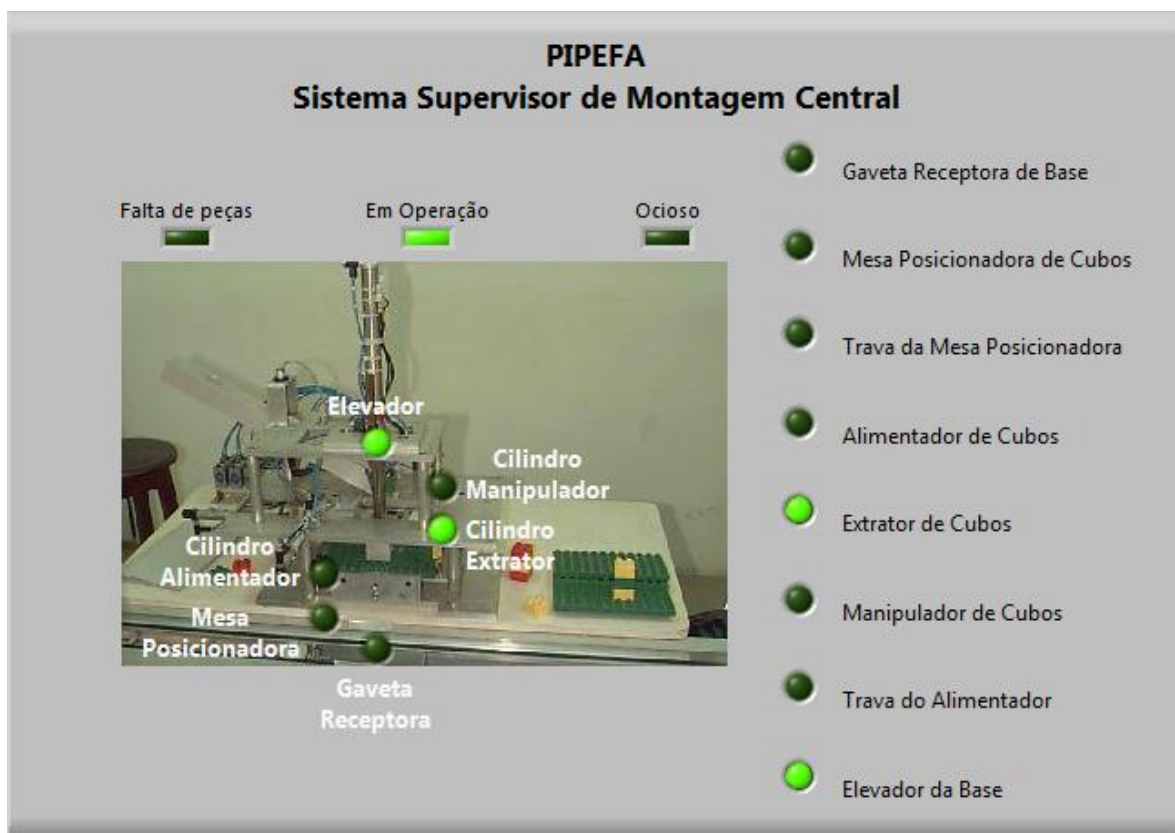 PIPEFA
Sistema Supervisor de Montagem Central
Falta de peças
Em Operação
Ocioso
Elevador
Cilindro
Manipulador
Cilindro
Extrator
Cilindro
Alimentador
Mesa
Posicionadora
Gaveta
Receptora
Gaveta Receptora de Base
Mesa Posicionadora de Cubos
Trava da Mesa Posicionadora
Alimentador de Cubos
Extrator de Cubos
Manipulador de Cubos
Trava do Alimentador
Elevador da Base